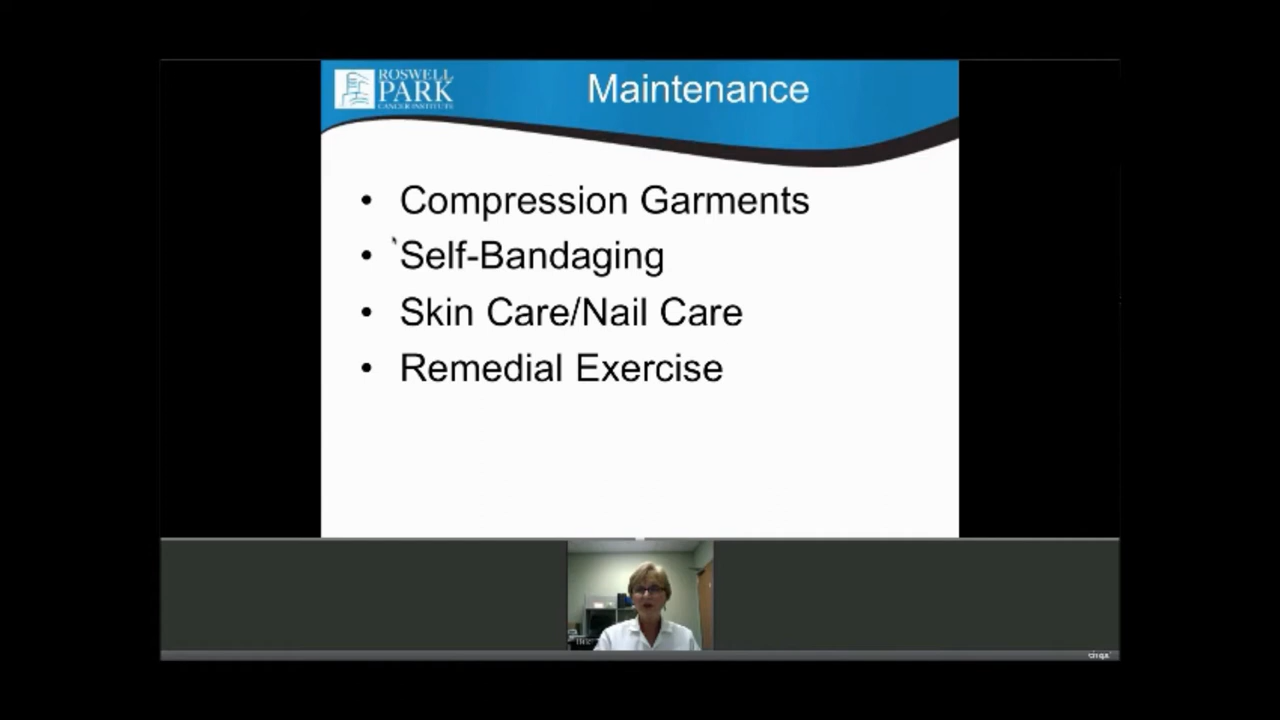 ROSWELL
PARK
CANCER INSTITUTE
Maintenance
• Compression Garments
• Self-Bandaging
• Skin Care/Nail Care
• Remedial Exercise